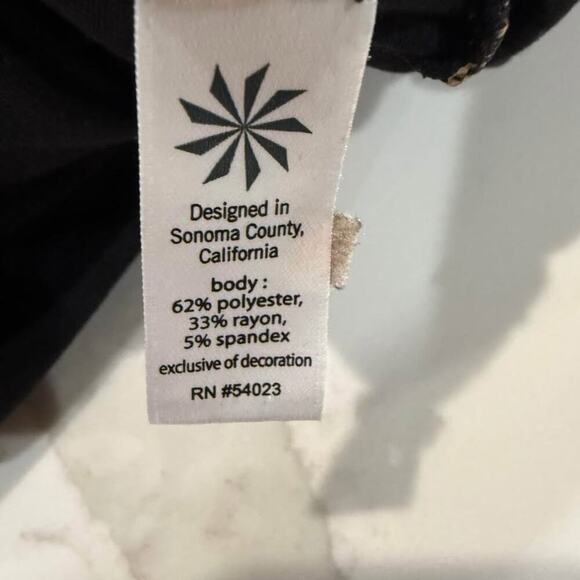 Designed in
Sonoma County,
California
body :
62% polyester,
33% rayon,
5% spandex
exclusive of decoration
RN #54023